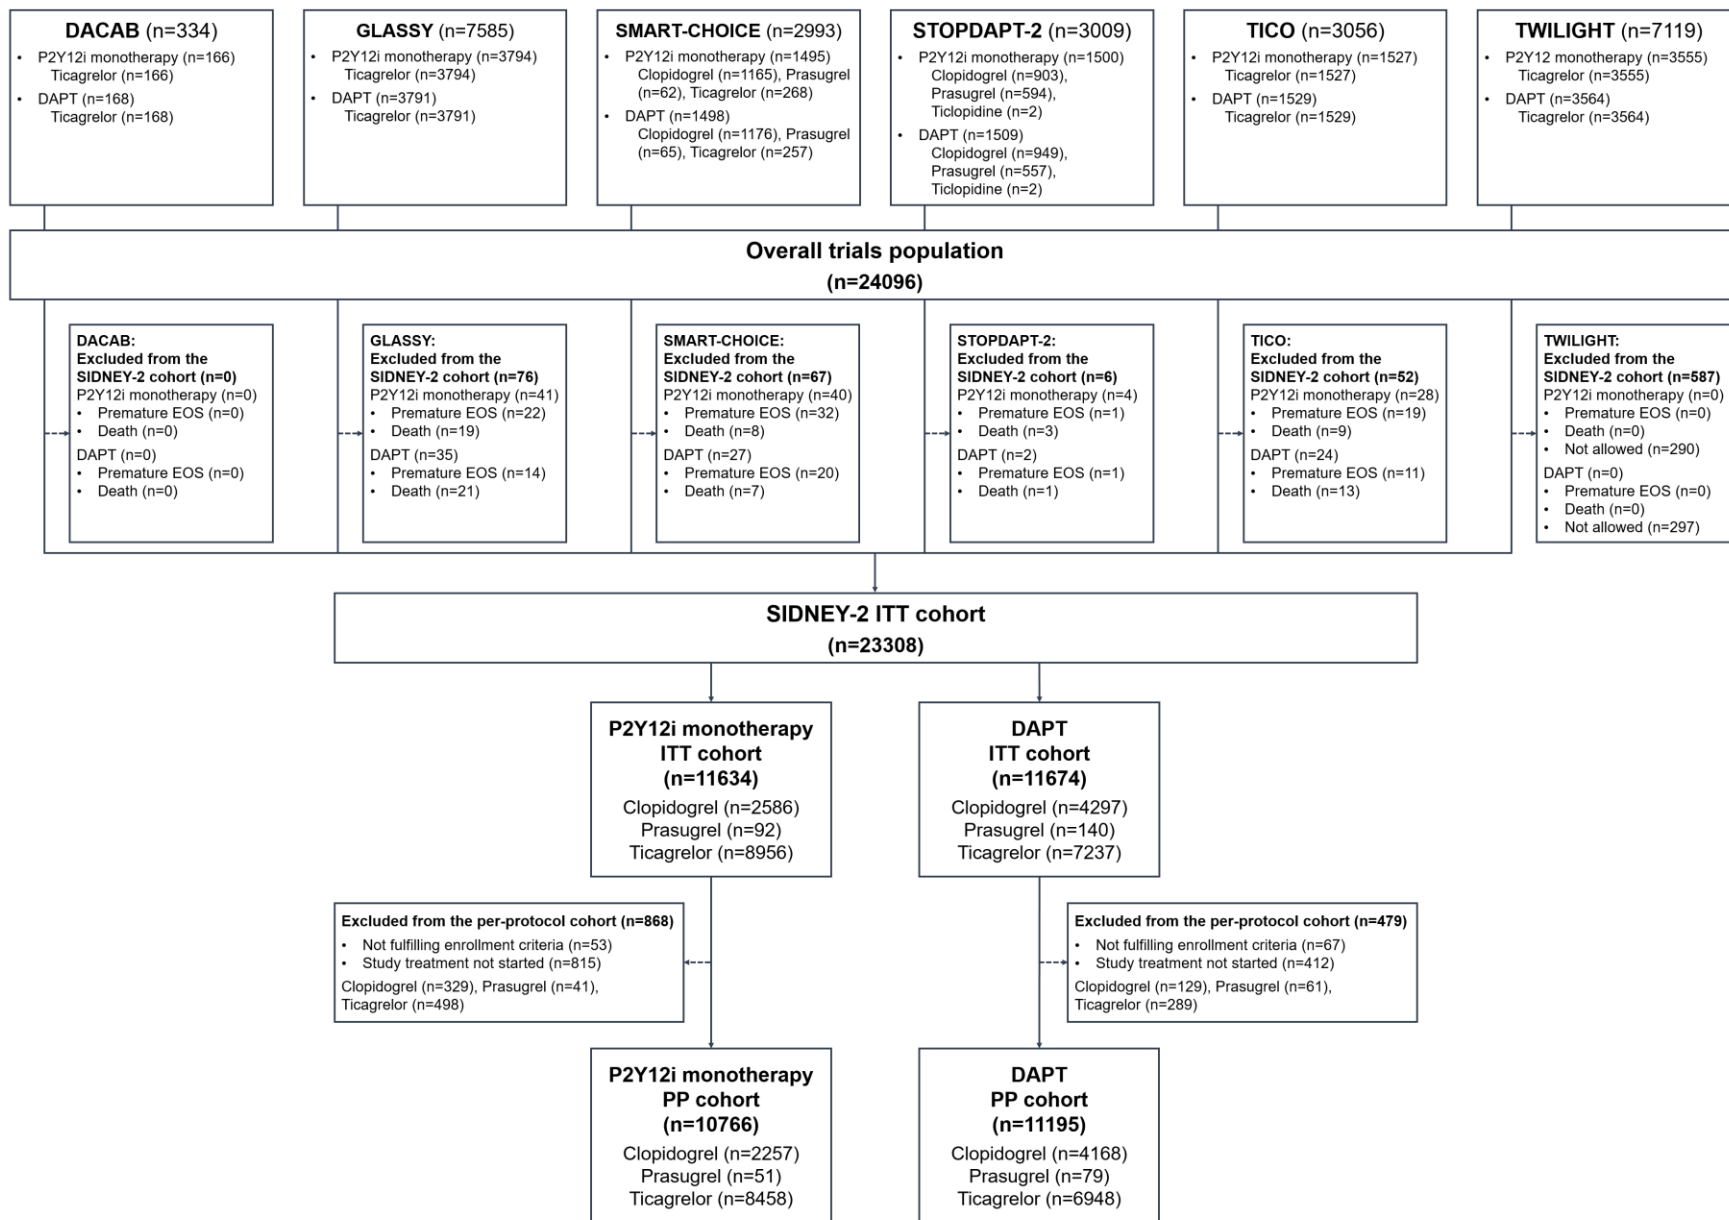 DACAB (n=334)
• P2Y12i monotherapy (n=166)
Ticagrelor (n=166)
• DAPT (n=168)
Ticagrelor (n=168)
GLASSY (n=7585)
• P2Y12i monotherapy (n=3794)
Ticagrelor (n=3794)
• DAPT (n=3791)
Ticagrelor (n=3791)
SMART-CHOICE (n=2993)
• P2Y12i monotherapy (n=1495)
Clopidogrel (n=1165), Prasugrel
(n=62), Ticagrelor (n=268)
• DAPT (n=1498)
Clopidogrel (n=1176), Prasugrel
(n=65), Ticagrelor (n=257)
STOPDAPT-2 (n=3009)
• P2Y12i monotherapy (n=1500)
Clopidogrel (n=903),
Prasugrel (n=594),
Ticlopidine (n=2)
• DAPT (n=1509)
Clopidogrel (n=949),
Prasugrel (n=557),
Ticlopidine (n=2)
TICO (n=3056)
• P2Y12i monotherapy (n=1527)
Ticagrelor (n=1527)
• DAPT (n=1529)
Ticagrelor (n=1529)
TWILIGHT (n=7119)
• P2Y12 monotherapy (n=3555)
Ticagrelor (n=3555)
• DAPT (n=3564)
Ticagrelor (n=3564)
Overall trials population
(n=24096)
DACAB:
Excluded from the
SIDNEY-2 cohort (n=0)
P2Y12i monotherapy (n=0)
• Premature EOS (n=0)
• Death (n=0)
DAPT (n=0)
• Premature EOS (n=0)
• Death (n=0)
GLASSY:
Excluded from the
SIDNEY-2 cohort (n=76)
P2Y12i monotherapy (n=41)
• Premature EOS (n=22)
• Death (n=19)
DAPT (n=35)
• Premature EOS (n=14)
• Death (n=21)
SMART-CHOICE:
Excluded from the
SIDNEY-2 cohort (n=67)
P2Y12i monotherapy (n=40)
• Premature EOS (n=32)
• Death (n=8)
DAPT (n=27)
• Premature EOS (n=20)
• Death (n=7)
STOPDAPT-2:
Excluded from the
SIDNEY-2 cohort (n=6)
P2Y12i monotherapy (n=4)
• Premature EOS (n=1)
• Death (n=3)
DAPT (n=2)
• Premature EOS (n=1)
• Death (n=1)
TICO:
Excluded from the
SIDNEY-2 cohort (n=52)
P2Y12i monotherapy (n=28)
• Premature EOS (n=19)
• Death (n=9)
DAPT (n=24)
• Premature EOS (n=11)
• Death (n=13)
TWILIGHT:
Excluded from the
SIDNEY-2 cohort (n=587)
P2Y12i monotherapy (n=0)
• Premature EOS (n=0)
• Death (n=0)
• Not allowed (n=290)
DAPT (n=0)
• Premature EOS (n=0)
• Death (n=0)
• Not allowed (n=297)
SIDNEY-2 ITT cohort
(n=23308)
P2Y12i monotherapy
ITT cohort
(n=11634)
Clopidogrel (n=2586)
Prasugrel (n=92)
Ticagrelor (n=8956)
DAPT
ITT cohort
(n=11674)
Clopidogrel (n=4297)
Prasugrel (n=140)
Ticagrelor (n=7237)
Excluded from the per-protocol cohort (n=868)
• Not fulfilling enrollment criteria (n=53)
• Study treatment not started (n=815)
Clopidogrel (n=329), Prasugrel (n=41),
Ticagrelor (n=498)
Excluded from the per-protocol cohort (n=479)
• Not fulfilling enrollment criteria (n=67)
• Study treatment not started (n=412)
Clopidogrel (n=129), Prasugrel (n=61),
Ticagrelor (n=289)
P2Y12i monotherapy
PP cohort
(n=10766)
Clopidogrel (n=2257)
Prasugrel (n=51)
Ticagrelor (n=8458)
DAPT
PP cohort
(n=11195)
Clopidogrel (n=4168)
Prasugrel (n=79)
Ticagrelor (n=6948)